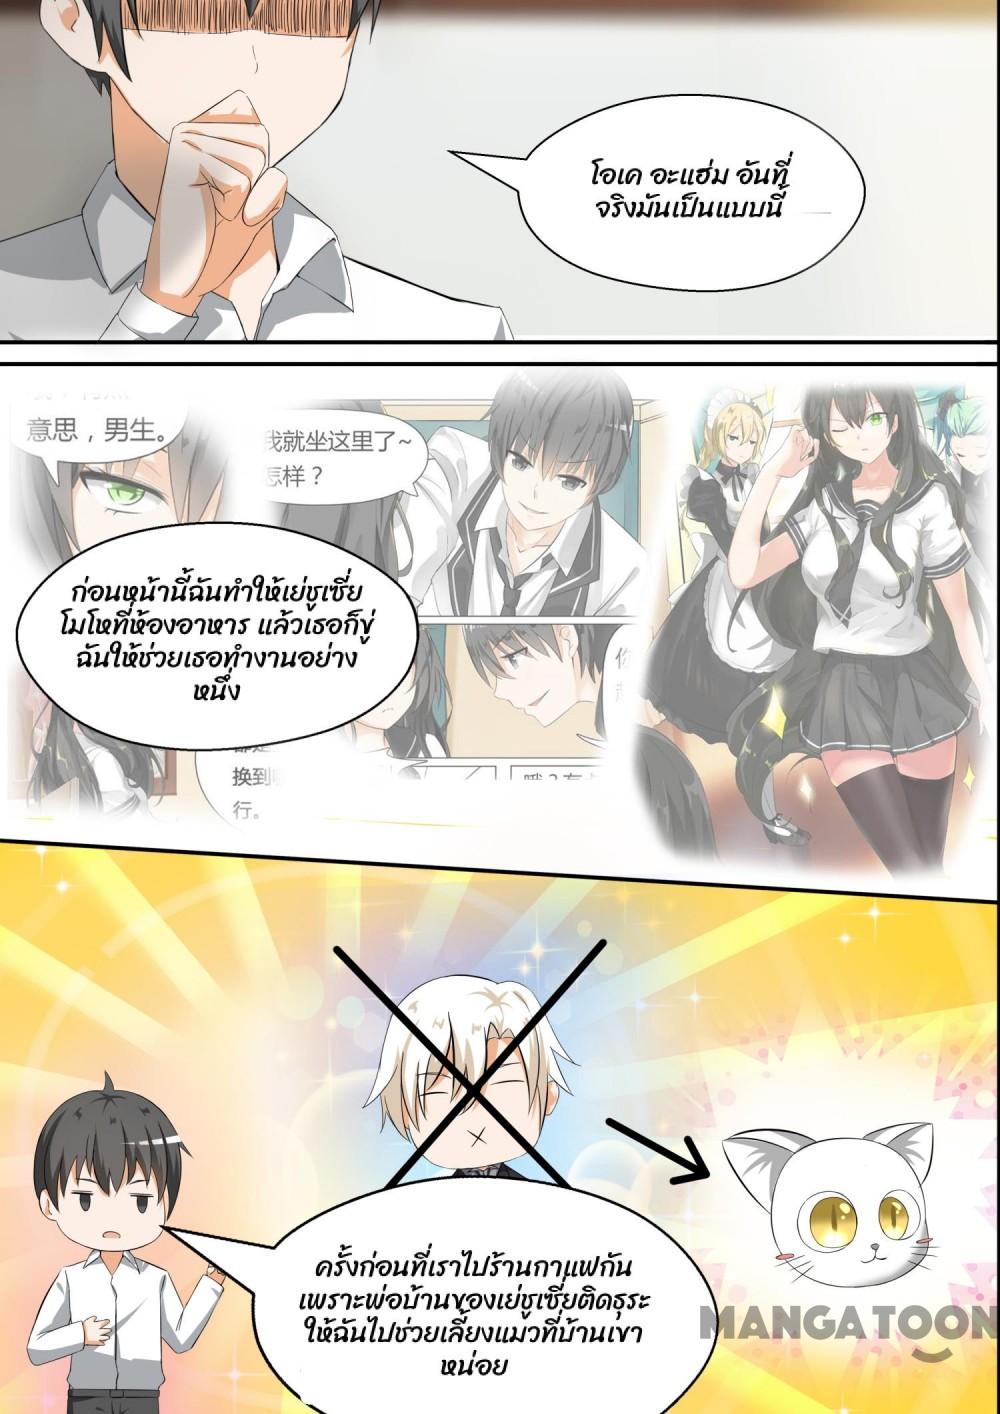 โอเค อะแฮ่ม อันที่
จริงมันเป็นแบบนี้
意思，男生。
我就坐这里了~
怎样？
ก่อนหน้านี้ฉันทำให้เย่ชูเซี่ย
โมโหที่ห้องอาหาร แล้วเธอก็ขู่
ฉันให้ช่วยเธอทำงานอย่าง
หนึ่ง
换到
行。
ครั้งก่อนที่เราไปร้านกาแฟกัน
เพราะพ่อบ้านของเย่ชูเซี่ยติดธุระ
ให้ฉันไปช่วยเลี้ยงแมวที่บ้านเขา
หน่อย
MANGATOON